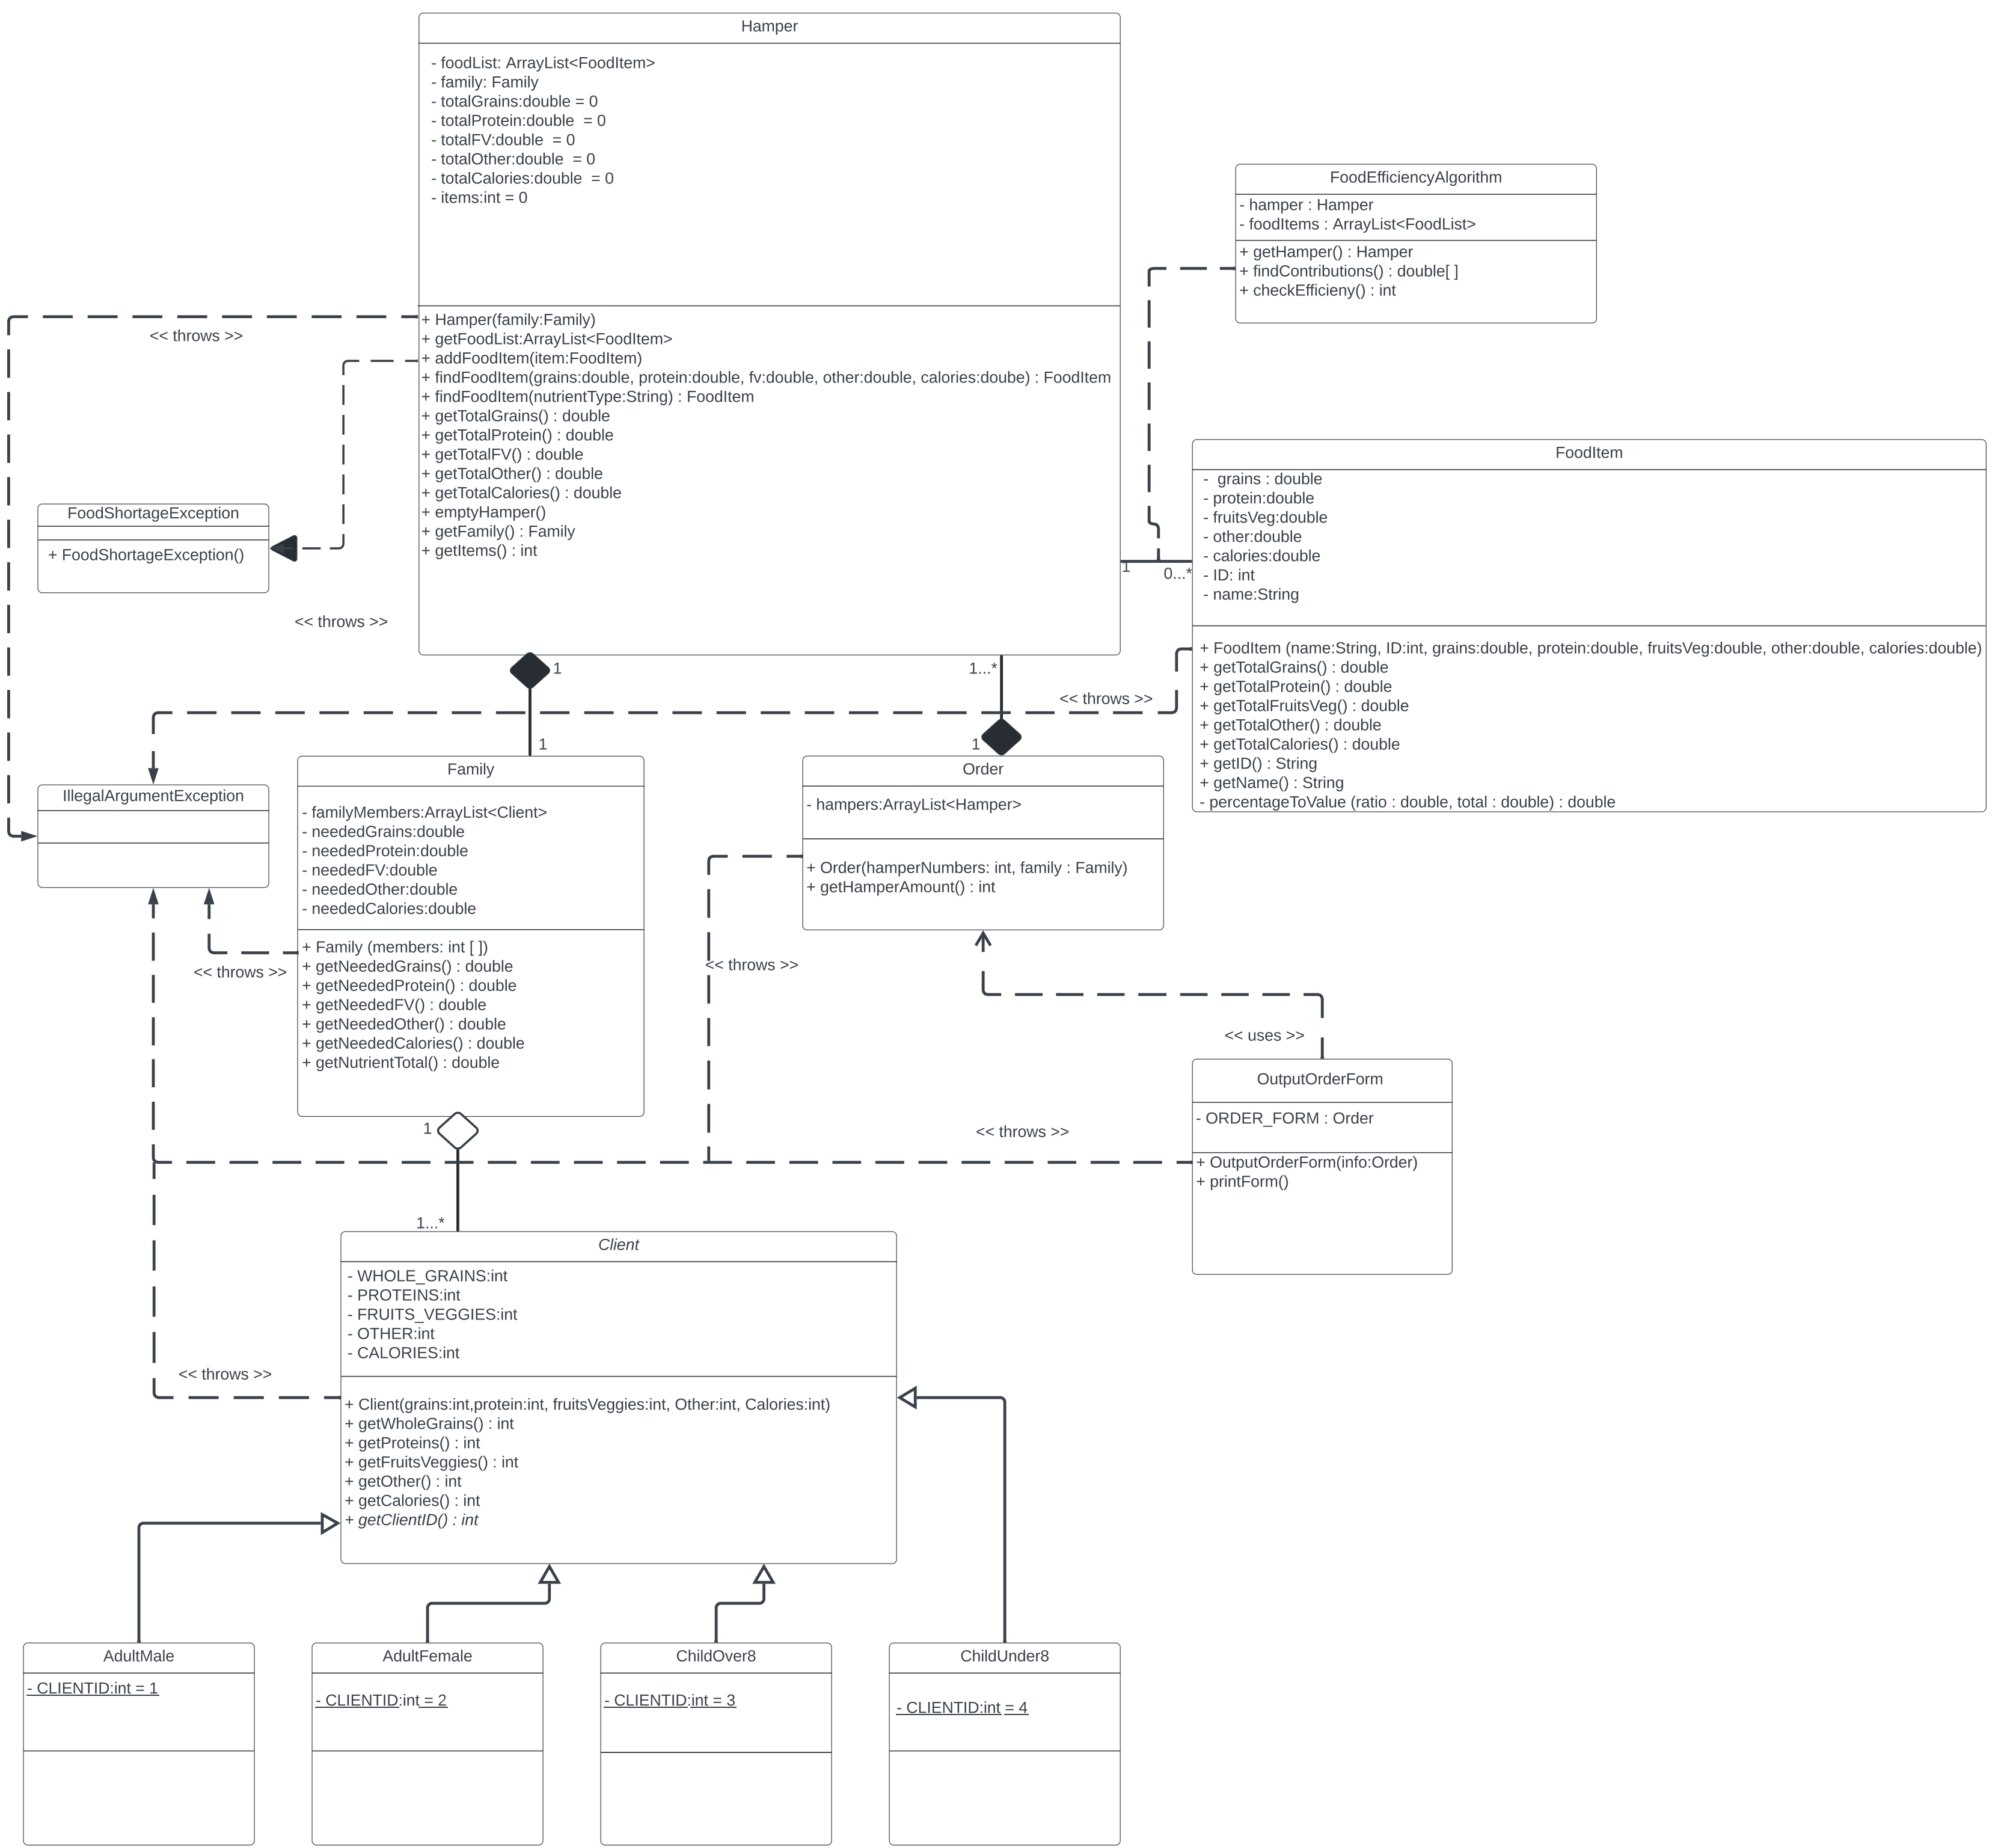 Hamper
- foodList: ArrayList<FoodItem>
- family: Family
- totalGrains:double = 0
- totalProtein:double  = 0
- totalFV:double  = 0
- totalOther:double  = 0
- totalCalories:double  = 0
- items:int = 0
+ Hamper(family:Family)
+ getFoodList:ArrayList<FoodItem>
+ addFoodItem(item:FoodItem)
+ findFoodItem(grains:double, protein:double, fv:double, other:double, calories:doube) : FoodItem
+ findFoodItem(nutrientType:String) : FoodItem
+ getTotalGrains() : double
+ getTotalProtein() : double
+ getTotalFV() : double
+ getTotalOther() : double
+ getTotalCalories() : double
+ emptyHamper()
+ getFamily() : Family
+ getItems() : int
FoodEfficiencyAlgorithm
- hamper : Hamper
- foodItems : ArrayList<FoodList>
+ getHamper() : Hamper
+ findContributions() : double[ ]
+ checkEfficieny() : int
<< throws >>
FoodShortageException
+ FoodShortageException()
<< throws >>
1
0...*
FoodItem
-  grains : double
- protein:double
- fruitsVeg:double
- other:double
- calories:double
- ID: int
- name:String
+ FoodItem (name:String, ID:int, grains:double, protein:double, fruitsVeg:double, other:double, calories:double)
+ getTotalGrains() : double
+ getTotalProtein() : double
+ getTotalFruitsVeg() : double
+ getTotalOther() : double
+ getTotalCalories() : double
+ getID() : String
+ getName() : String
- percentageToValue (ratio : double, total : double) : double
1
1...*
<< throws >>
1
1
IllegalArgumentException
Family
- familyMembers:ArrayList<Client>
- neededGrains:double
- neededProtein:double
- neededFV:double
- neededOther:double
- neededCalories:double
+ Family (members: int [ ])
+ getNeededGrains() : double
+ getNeededProtein() : double
+ getNeededFV() : double
+ getNeededOther() : double
+ getNeededCalories() : double
+ getNutrientTotal() : double
Order
- hampers:ArrayList<Hamper>
+ Order(hamperNumbers: int, family : Family)
+ getHamperAmount() : int
<< throws >>
<< throws >>
<< uses >>
OutputOrderForm
- ORDER_FORM : Order
+ OutputOrderForm(info:Order)
+ printForm()
1
<< throws >>
1...*
Client
- WHOLE_GRAINS:int
- PROTEINS:int
- FRUITS_VEGGIES:int
- OTHER:int
- CALORIES:int
+ Client(grains:int,protein:int, fruitsVeggies:int, Other:int, Calories:int)
+ getWholeGrains() : int
+ getProteins() : int
+ getFruitsVeggies() : int
+ getOther() : int
+ getCalories() : int
+ getClientID() : int
<< throws >>
AdultMale
- CLIENTID:int = 1
AdultFemale
- CLIENTID:int = 2
ChildOver8
- CLIENTID:int = 3
ChildUnder8
- CLIENTID:int = 4